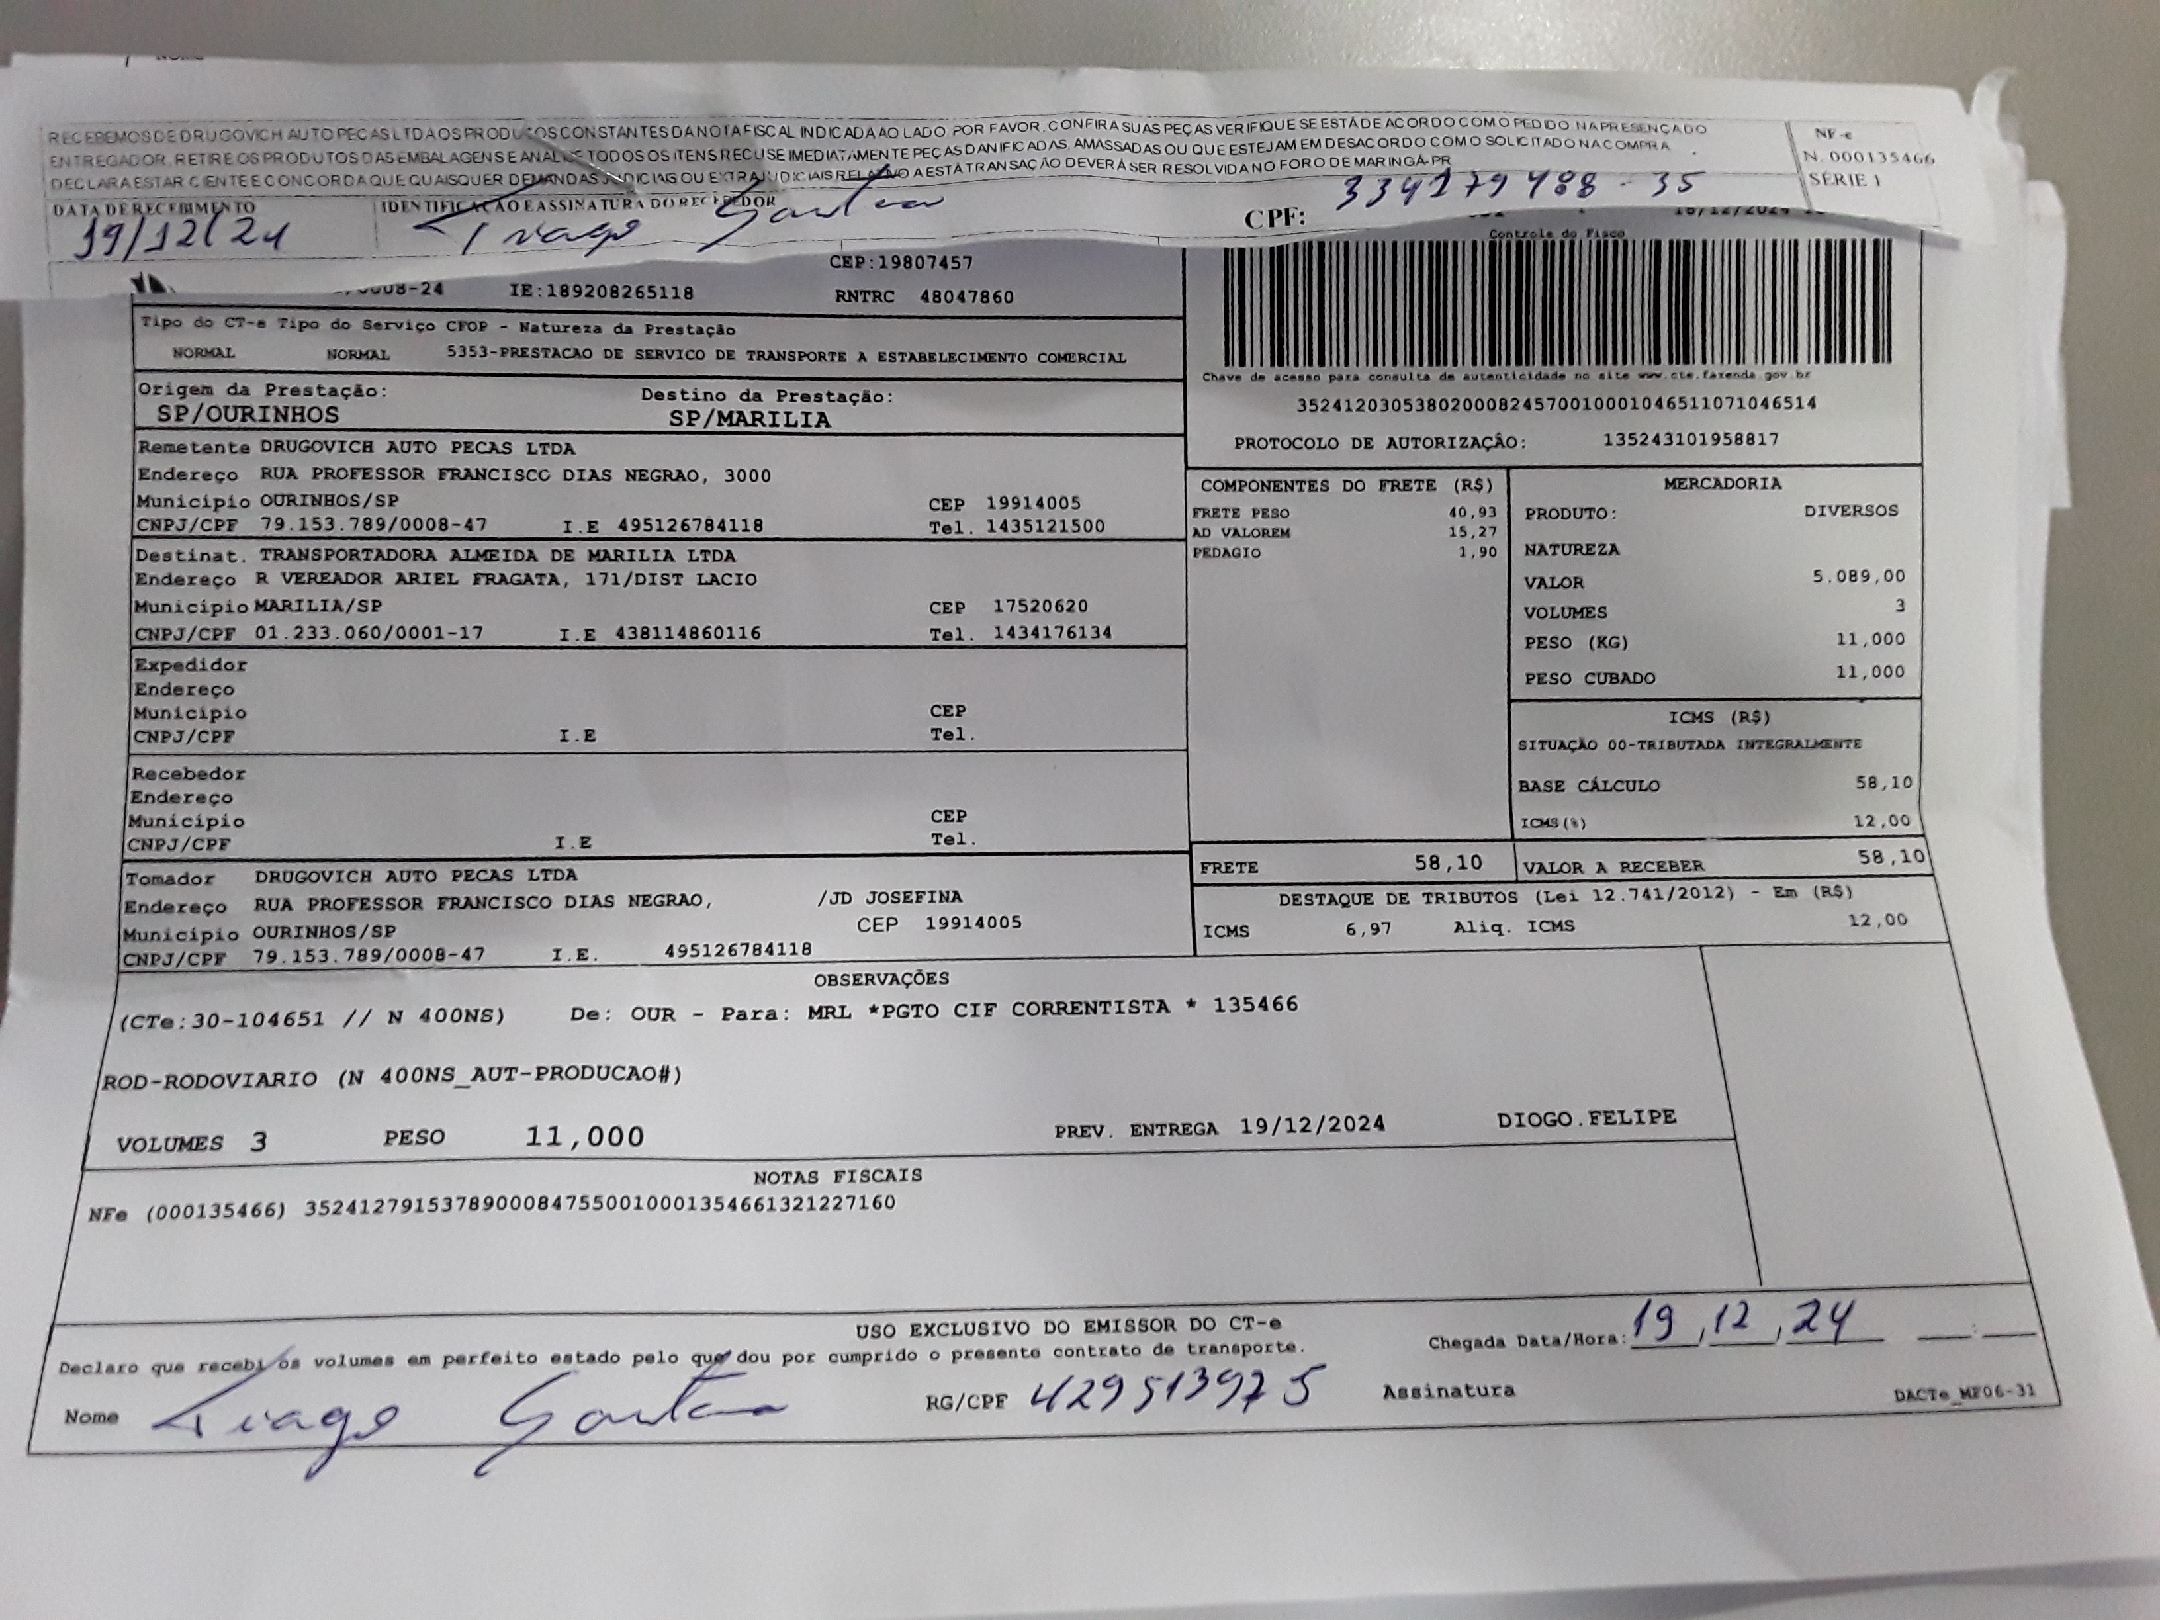 RECEBEMOS DE DRUGOVICH AUTO PECAS LTDA OS PRODUTOS CONSTANTES DA NOTA FISCAL INDICADA AO LADO. POR FAVOR, CONFIRA SUAS PEÇAS VERIFIQUE SE ESTÁ DE ACORDO COM O PEDIDO NA PRESENÇA DO
ENTREGADOR. RETIRE OS PRODUTOS DAS EMBALAGENS E ANALISE TODOS OS ITENS RECUSE IMEDIATAMENTE PEÇAS DANIFICADAS, AMASSADAS OU QUE ESTEJAM EM DESACORDO COM O SOLICITADO NA COMPRA.
DECLARA ESTAR CIENTE E CONCORDA QUE QUAISQUER DEMANDAS JUDICIAIS OU EXTRAJUDICIAIS RELATIVO A ESTA TRANSAÇÃO DEVERÁ SER RESOLVIDA NO FORO DE MARINGÁ-PR
NF-e
N. 000135466
SÉRIE 1
DATA DE RECEBIMENTO IDENTIFICAÇÃO E ASSINATURA DO RECEBEDOR
19/12/24 Tiago Santos CPF: 334179488-35
Controle do Fisco
CEP:19807457
0008-24 IE:189208265118 RNTRC 48047860
Tipo do CT-e Tipo do Serviço CFOP - Natureza da Prestação
NORMAL NORMAL 5353-PRESTACAO DE SERVICO DE TRANSPORTE A ESTABELECIMENTO COMERCIAL
Chave de acesso para consulta de autenticidade no site www.cte.fazenda.gov.br
35241203053802000824570010001046511071046514
PROTOCOLO DE AUTORIZAÇÃO: 135243101958817
Origem da Prestação: Destino da Prestação:
SP/OURINHOS SP/MARILIA
Remetente DRUGOVICH AUTO PECAS LTDA
Endereço RUA PROFESSOR FRANCISCO DIAS NEGRAO, 3000
Município OURINHOS/SP CEP 19914005
CNPJ/CPF 79.153.789/0008-47 I.E 495126784118 Tel. 1435121500
Destinat. TRANSPORTADORA ALMEIDA DE MARILIA LTDA
Endereço R VEREADOR ARIEL FRAGATA, 171/DIST LACIO
Município MARILIA/SP CEP 17520620
CNPJ/CPF 01.233.060/0001-17 I.E 438114860116 Tel. 1434176134
Expedidor
Endereço
Município CEP
CNPJ/CPF I.E Tel.
Recebedor
Endereço
Município CEP
CNPJ/CPF I.E Tel.
Tomador DRUGOVICH AUTO PECAS LTDA
Endereço RUA PROFESSOR FRANCISCO DIAS NEGRAO, /JD JOSEFINA
Município OURINHOS/SP CEP 19914005
CNPJ/CPF 79.153.789/0008-47 I.E. 495126784118
COMPONENTES DO FRETE (R$)
FRETE PESO 40,93
AD VALOREM 15,27
PEDAGIO 1,90
MERCADORIA
PRODUTO: DIVERSOS
NATUREZA
VALOR 5.089,00
VOLUMES 3
PESO (KG) 11,000
PESO CUBADO 11,000
ICMS (R$)
SITUAÇÃO 00-TRIBUTADA INTEGRALMENTE
BASE CÁLCULO 58,10
ICMS(%) 12,00
FRETE 58,10 VALOR A RECEBER 58,10
DESTAQUE DE TRIBUTOS (Lei 12.741/2012) - Em (R$)
ICMS 6,97 Aliq. ICMS 12,00
OBSERVAÇÕES
(CTe:30-104651 // N 400NS) De: OUR - Para: MRL *PGTO CIF CORRENTISTA * 135466
ROD-RODOVIARIO (N 400NS_AUT-PRODUCAO#)
VOLUMES 3 PESO 11,000 PREV. ENTREGA 19/12/2024 DIOGO.FELIPE
NOTAS FISCAIS
NFe (000135466) 35241279153789000847550010001354661321227160
USO EXCLUSIVO DO EMISSOR DO CT-e
Declaro que recebi os volumes em perfeito estado pelo que dou por cumprido o presente contrato de transporte. Chegada Data/Hora: 19,12,24 __:__
Nome Tiago Santos RG/CPF 429513975 Assinatura DACTe_MF06-31